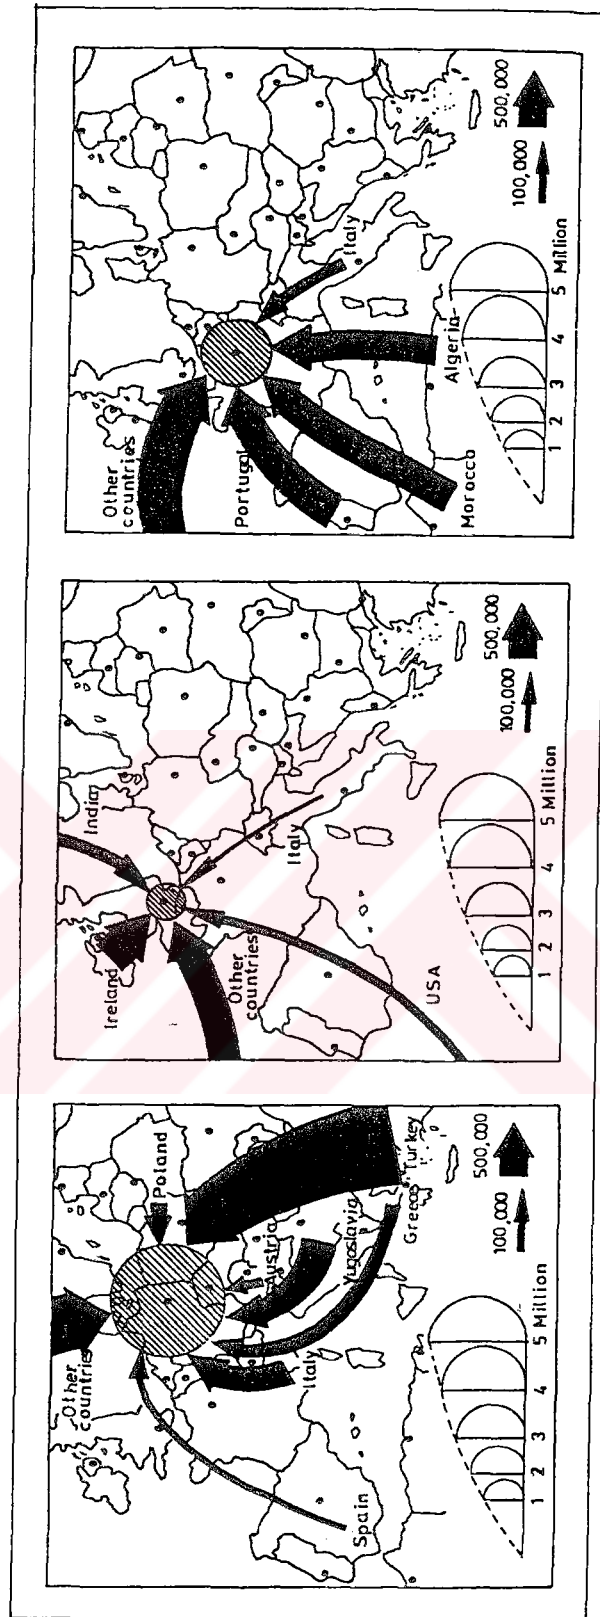 Other
countries
Poland
Austria
Yugoslavia
Turkey
Greece
Italy
Spain
1 2 3 4 5 Million
100,000 500,000
Ireland
Indian
Italy
Other
countries
USA
1 2 3 4 5 Million
100,000 500,000
Other
countries
Portugal
Morocco
Algeria
Italy
1 2 3 4 5 Million
100,000 500,000